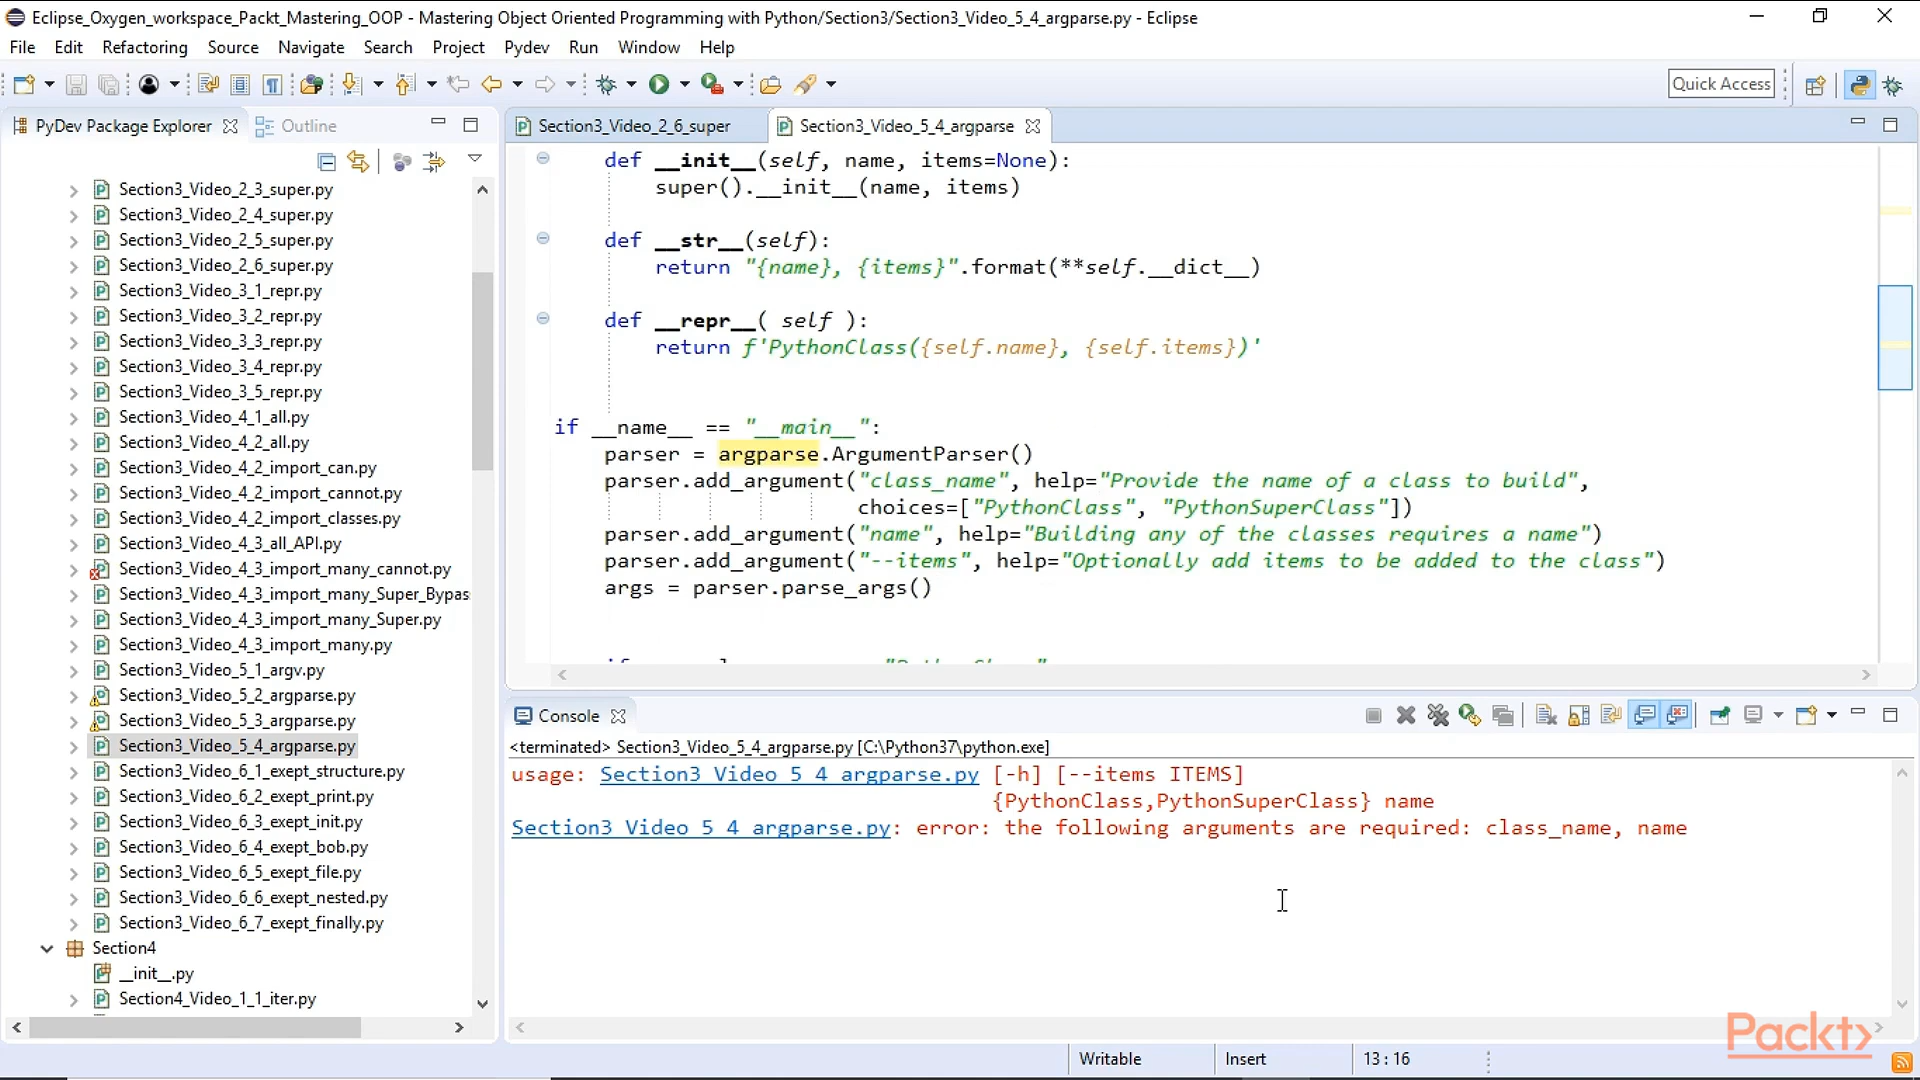 Eclipse_Oxygen_workspace_Packt_Mastering_OOP - Mastering Object Oriented Programming with Python/Section3/Section3_Video_5_4_argparse.py - Eclipse
File Edit Refactoring Source Navigate Search Project Pydev Run Window Help
Quick Access
PyDev Package Explorer Outline
Section3_Video_2_3_super.py
Section3_Video_2_4_super.py
Section3_Video_2_5_super.py
Section3_Video_2_6_super.py
Section3_Video_3_1_repr.py
Section3_Video_3_2_repr.py
Section3_Video_3_3_repr.py
Section3_Video_3_4_repr.py
Section3_Video_3_5_repr.py
Section3_Video_4_1_all.py
Section3_Video_4_2_all.py
Section3_Video_4_2_import_can.py
Section3_Video_4_2_import_cannot.py
Section3_Video_4_2_import_classes.py
Section3_Video_4_3_all_API.py
Section3_Video_4_3_import_many_cannot.py
Section3_Video_4_3_import_many_Super_Bypas
Section3_Video_4_3_import_many_Super.py
Section3_Video_4_3_import_many.py
Section3_Video_5_1_argv.py
Section3_Video_5_2_argparse.py
Section3_Video_5_3_argparse.py
Section3_Video_5_4_argparse.py
Section3_Video_6_1_exept_structure.py
Section3_Video_6_2_exept_print.py
Section3_Video_6_3_exept_init.py
Section3_Video_6_4_exept_bob.py
Section3_Video_6_5_exept_file.py
Section3_Video_6_6_exept_nested.py
Section3_Video_6_7_exept_finally.py
Section4
__init__.py
Section4_Video_1_1_iter.py
Section3_Video_2_6_super Section3_Video_5_4_argparse
def __init__(self, name, items=None):
super().__init__(name, items)
def __str__(self):
return "{name}, {items}".format(**self.__dict__)
def __repr__( self ):
return f'PythonClass({self.name}, {self.items})'
if __name__ == "__main__":
parser = argparse.ArgumentParser()
parser.add_argument("class_name", help="Provide the name of a class to build",
choices=["PythonClass", "PythonSuperClass"])
parser.add_argument("name", help="Building any of the classes requires a name")
parser.add_argument("--items", help="Optionally add items to be added to the class")
args = parser.parse_args()
Console
<terminated> Section3_Video_5_4_argparse.py [C:\Python37\python.exe]
usage: Section3_Video_5_4_argparse.py [-h] [--items ITEMS]
{PythonClass,PythonSuperClass} name
Section3_Video_5_4_argparse.py: error: the following arguments are required: class_name, name
Packt>
Writable Insert 13 : 16